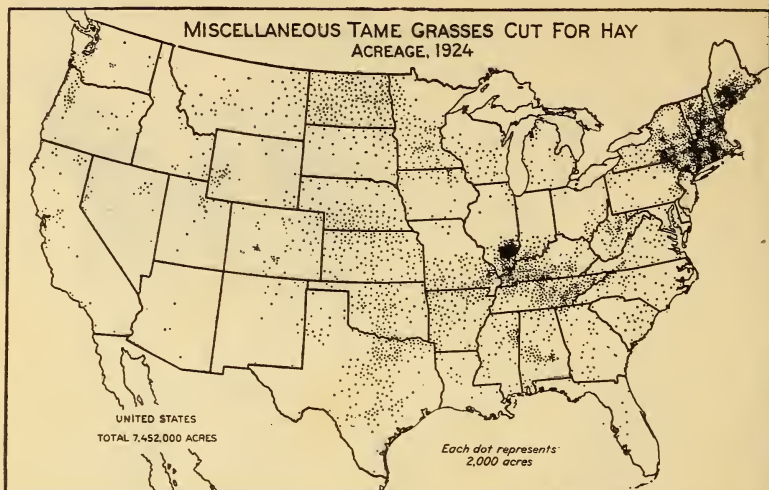 MISCELLANEOUS TAME GRASSES CUT FOR HAY
ACREAGE, 1924
UNITED STATES
TOTAL 7,452,000 ACRES
Each dot represents
2,000 acres